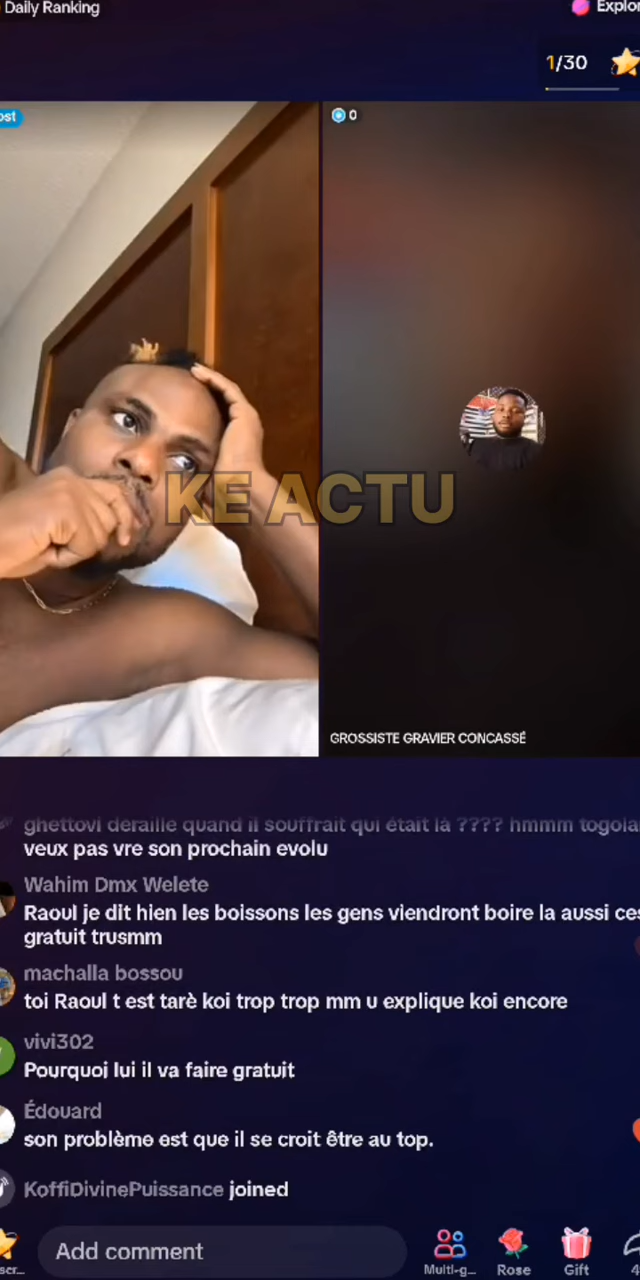 Daily Ranking
Explor
1/30
ost
0
KE ACTU
GROSSISTE GRAVIER CONCASSÉ
ghettovi deraille quand il souffrait qui était là ???? hmmm togola
veux pas vre son prochain evolu
Wahim Dmx Welete
Raoul je dit hien les boissons les gens viendront boire la aussi ces
gratuit trusmm
machalla bossou
toi Raoul t est tarè koi trop trop mm u explique koi encore
vivi302
Pourquoi lui il va faire gratuit
Édouard
son problème est que il se croit être au top.
KoffiDivinePuissance joined
Add comment
scr...
Multi-g...
Rose
Gift
4